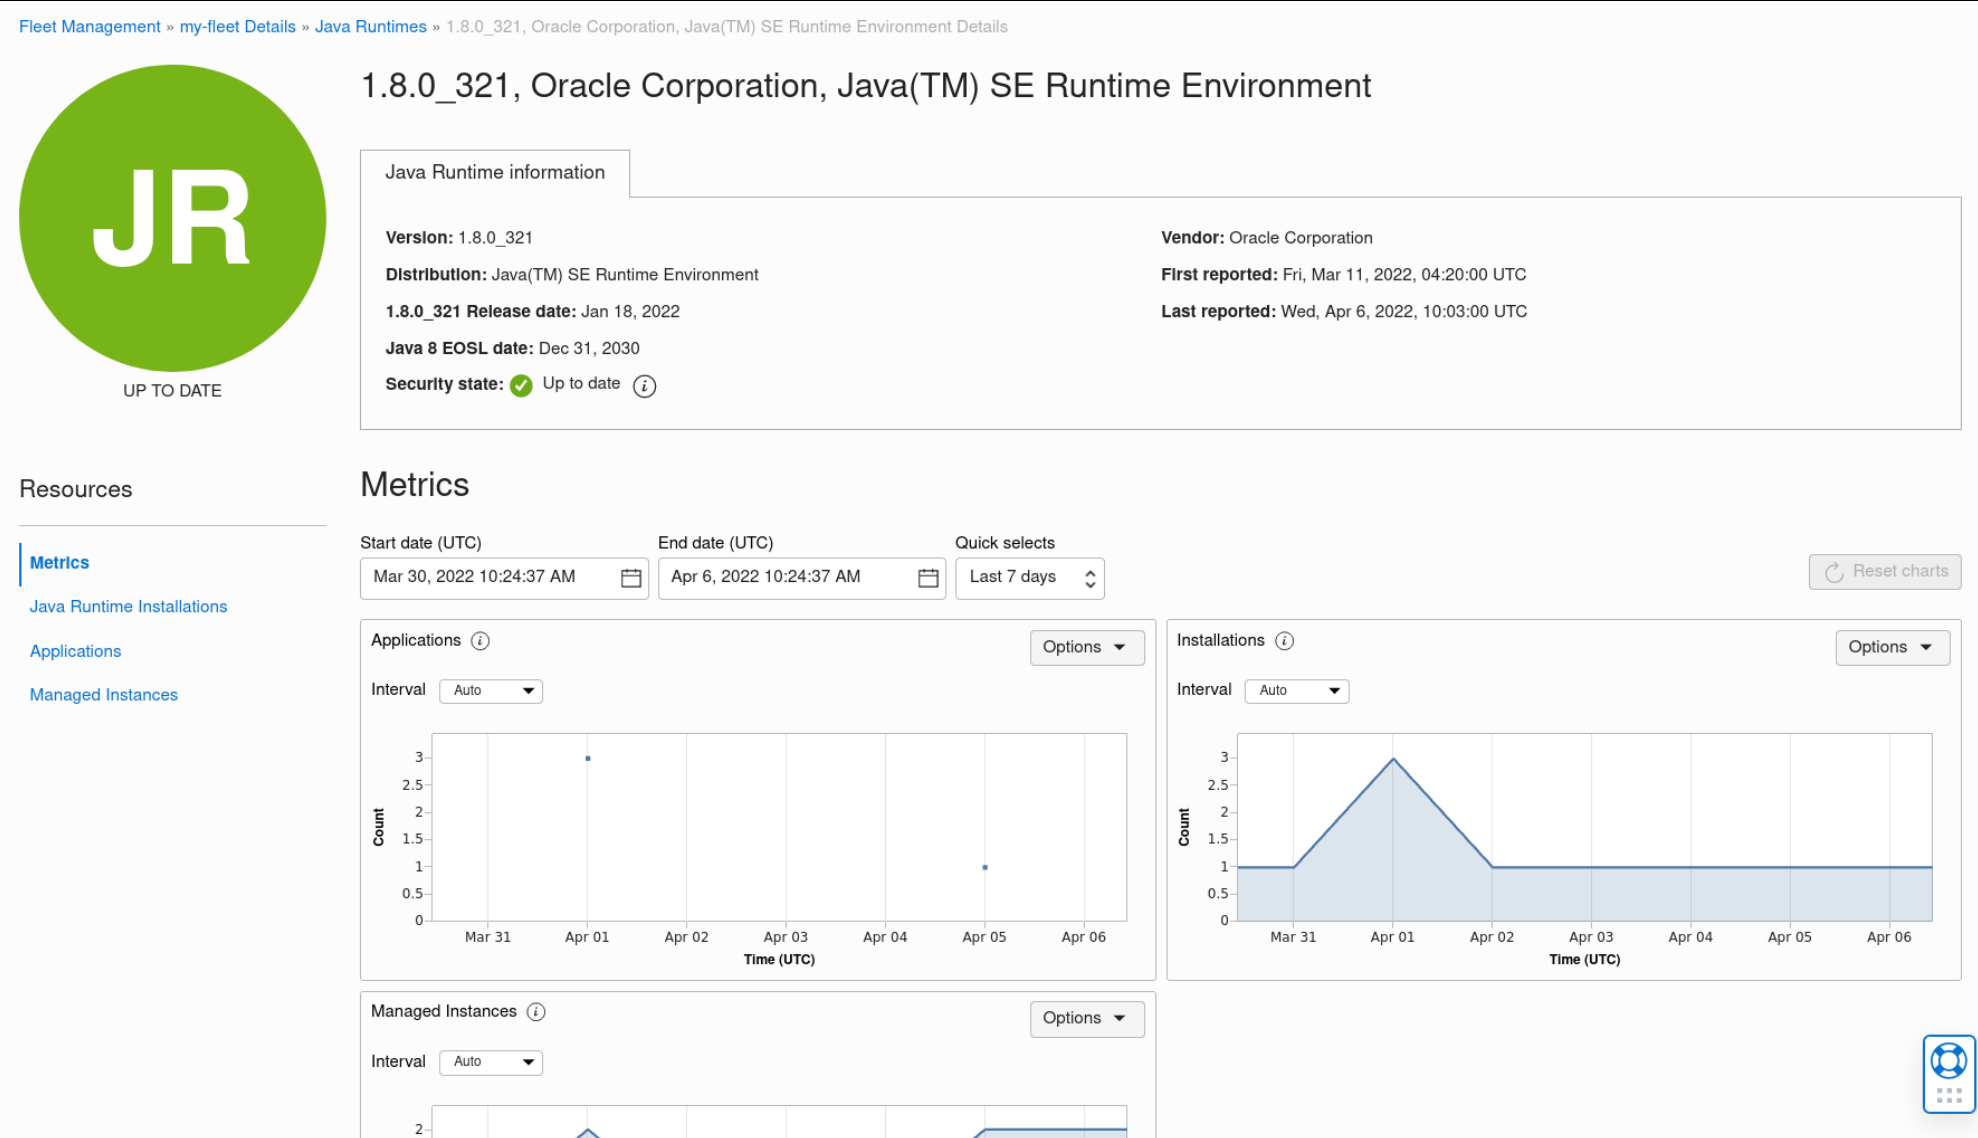 Fleet Management » my-fleet Details » Java Runtimes » 1.8.0_321, Oracle Corporation, Java(TM) SE Runtime Environment Details
JR
UP TO DATE
1.8.0_321, Oracle Corporation, Java(TM) SE Runtime Environment
Java Runtime information
Version: 1.8.0_321
Distribution: Java(TM) SE Runtime Environment
1.8.0_321 Release date: Jan 18, 2022
Java 8 EOSL date: Dec 31, 2030
Security state: Up to date i
Vendor: Oracle Corporation
First reported: Fri, Mar 11, 2022, 04:20:00 UTC
Last reported: Wed, Apr 6, 2022, 10:03:00 UTC
Resources
Metrics
Java Runtime Installations
Applications
Managed Instances
Metrics
Start date (UTC) End date (UTC) Quick selects
Mar 30, 2022 10:24:37 AM Apr 6, 2022 10:24:37 AM Last 7 days
Reset charts
Applications i
Options
Interval Auto
3
2.5
2
1.5
1
0.5
0
Count
Mar 31 Apr 01 Apr 02 Apr 03 Apr 04 Apr 05 Apr 06
Time (UTC)
Installations i
Options
Interval Auto
3
2.5
2
1.5
1
0.5
0
Count
Mar 31 Apr 01 Apr 02 Apr 03 Apr 04 Apr 05 Apr 06
Time (UTC)
Managed Instances i
Options
Interval Auto
2